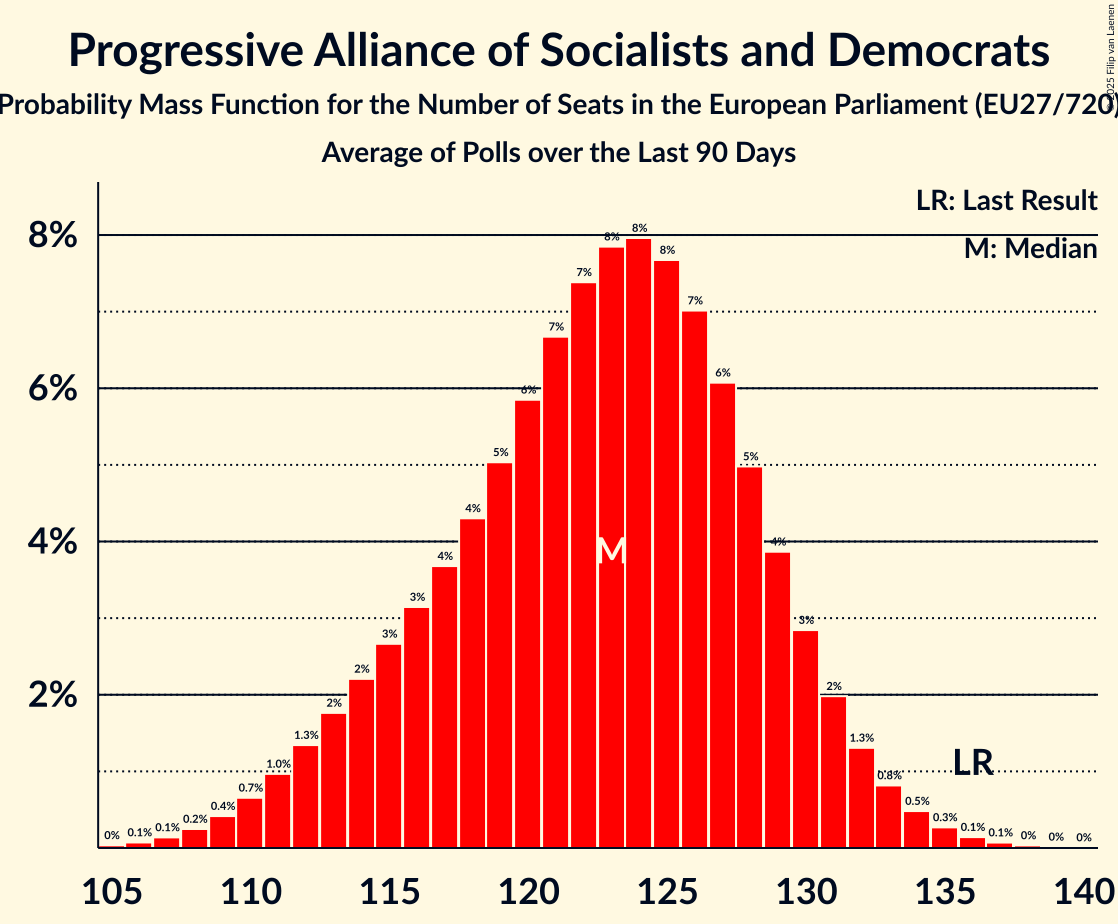 Progressive Alliance of Socialists and Democrats
Probability Mass Function for the Number of Seats in the European Parliament (EU27/720)
Average of Polls over the Last 90 Days
© 2025 Filip van Laenen
LR: Last Result
M: Median
8%
6%
4%
2%
0% 0.1% 0.1% 0.2% 0.4% 0.7% 1.0% 1.3% 2% 2% 3% 3% 4% 4% 5% 6% 7% 7% 8% 8% 8% 7% 6% 5% 4% 3% 2% 1.3% 0.8% 0.5% 0.3% 0.1% 0.1% 0% 0% 0%
M
LR
105 110 115 120 125 130 135 140